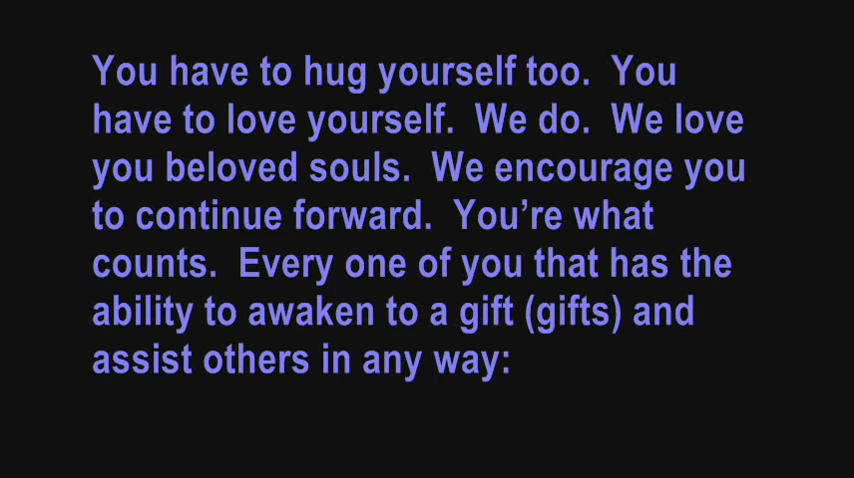 You have to hug yourself too.  You
have to love yourself.  We do.  We love
you beloved souls.  We encourage you
to continue forward.  You’re what
counts.  Every one of you that has the
ability to awaken to a gift (gifts) and
assist others in any way: